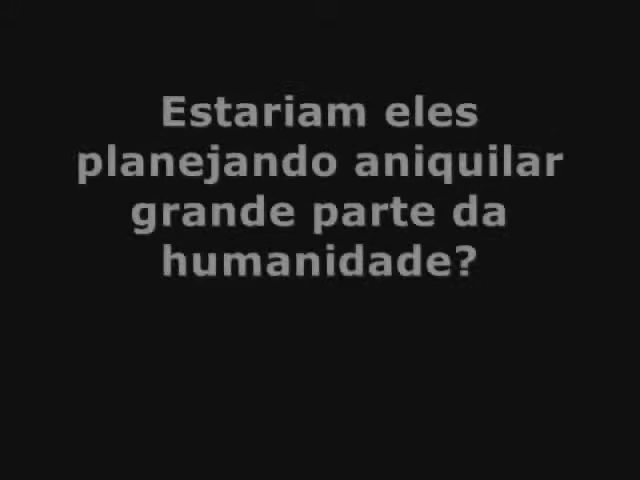 Estariam eles
planejando aniquilar
grande parte da
humanidade?